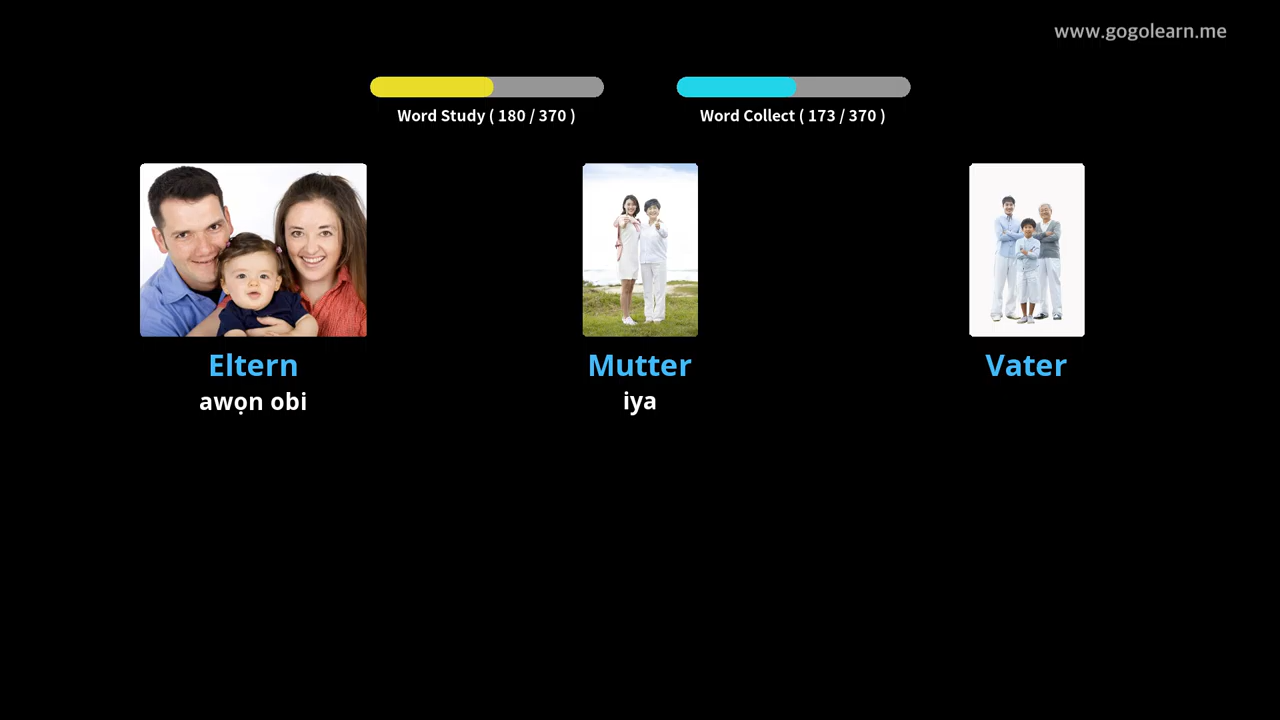 www.gogolearn.me
Word Study ( 180 / 370 )
Word Collect ( 173 / 370 )
Eltern
awọn obi
Mutter
iya
Vater